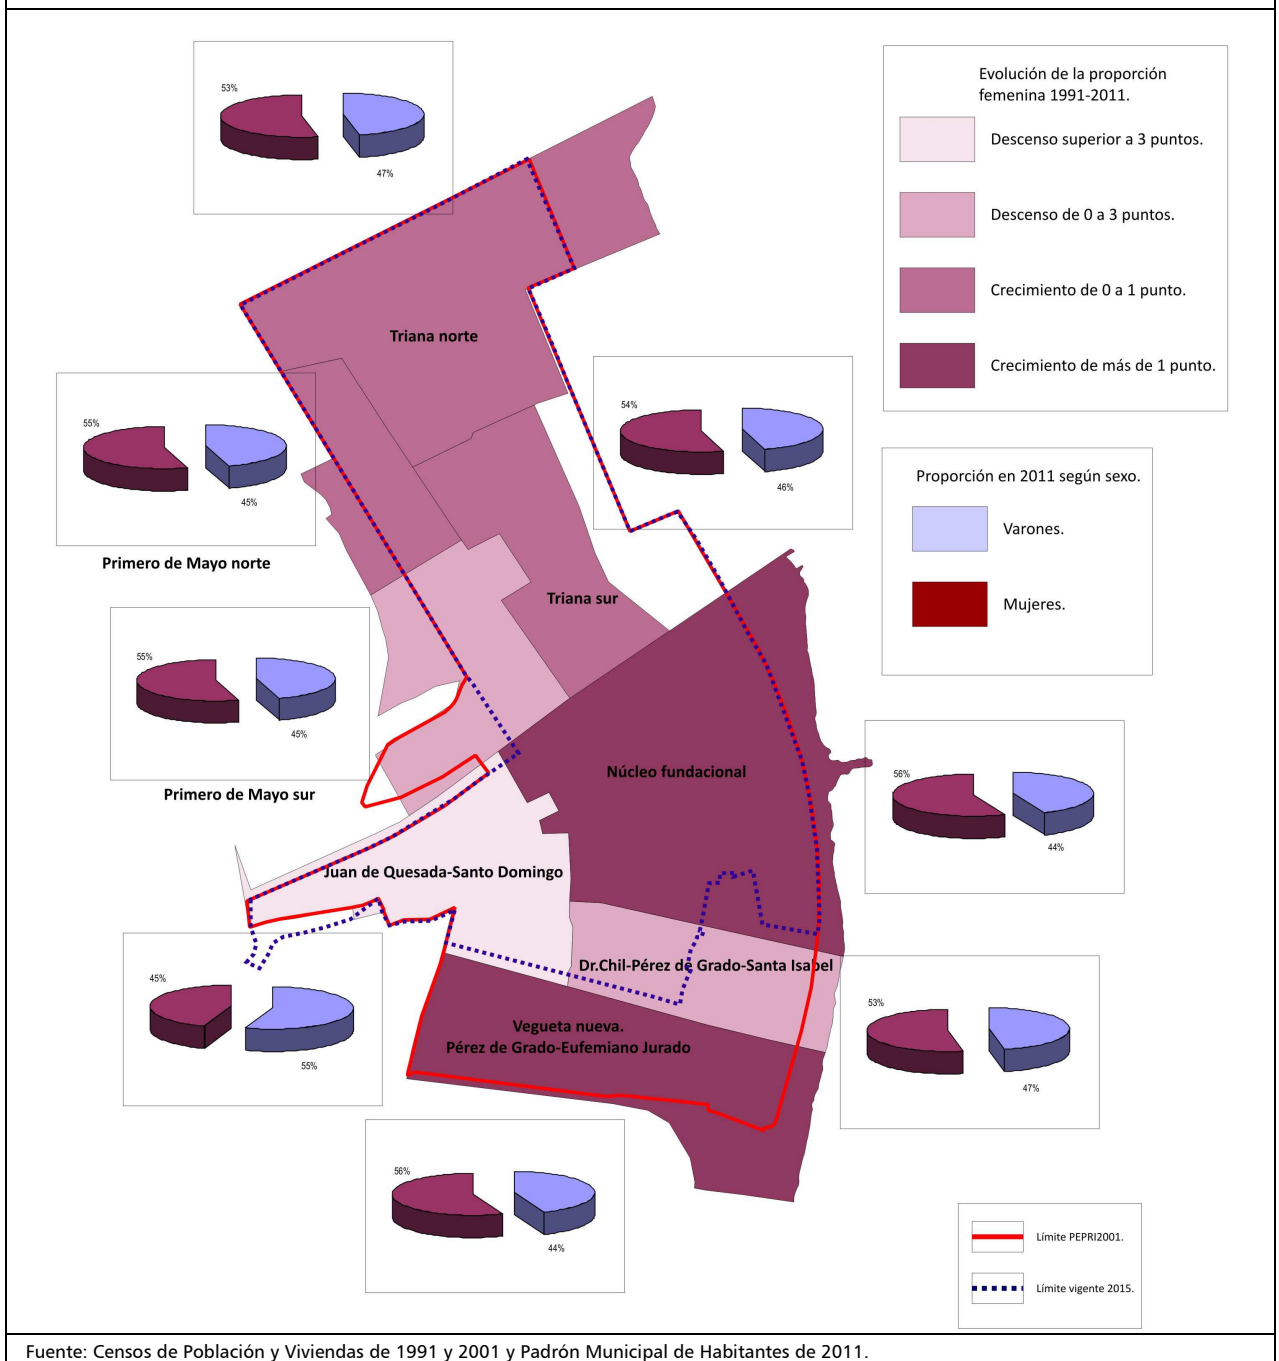 Evolución de la proporción
femenina 1991-2011.
Descenso superior a 3 puntos.
Descenso de 0 a 3 puntos.
Crecimiento de 0 a 1 punto.
Crecimiento de más de 1 punto.
Proporción en 2011 según sexo.
Varones.
Mujeres.
53%
47%
Triana norte
55%
45%
Primero de Mayo norte
54%
46%
Triana sur
55%
45%
Primero de Mayo sur
Núcleo fundacional
56%
44%
Juan de Quesada-Santo Domingo
45%
55%
Dr.Chil-Pérez de Grado-Santa Isabel
53%
47%
Vegueta nueva.
Pérez de Grado-Eufemiano Jurado
56%
44%
Límite PEPRI2001.
Límite vigente 2015.
Fuente: Censos de Población y Viviendas de 1991 y 2001 y Padrón Municipal de Habitantes de 2011.